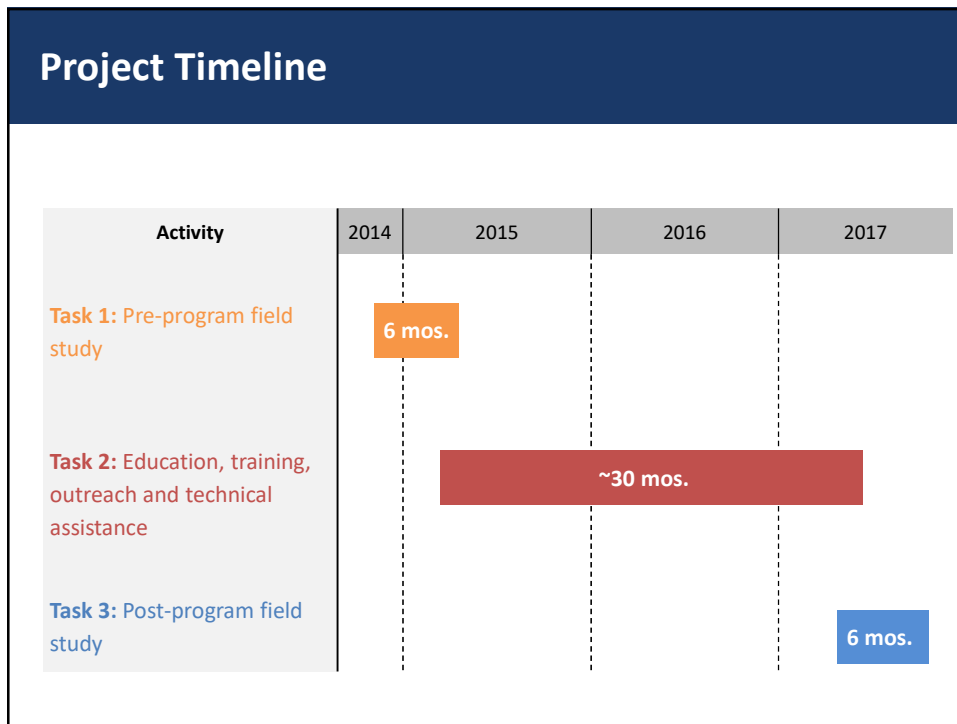 Project Timeline
Activity
2014
2015
2016
2017
Task 1: Pre-program field
study
6 mos.
Task 2: Education, training,
outreach and technical
assistance
~30 mos.
Task 3: Post-program field
study
6 mos.